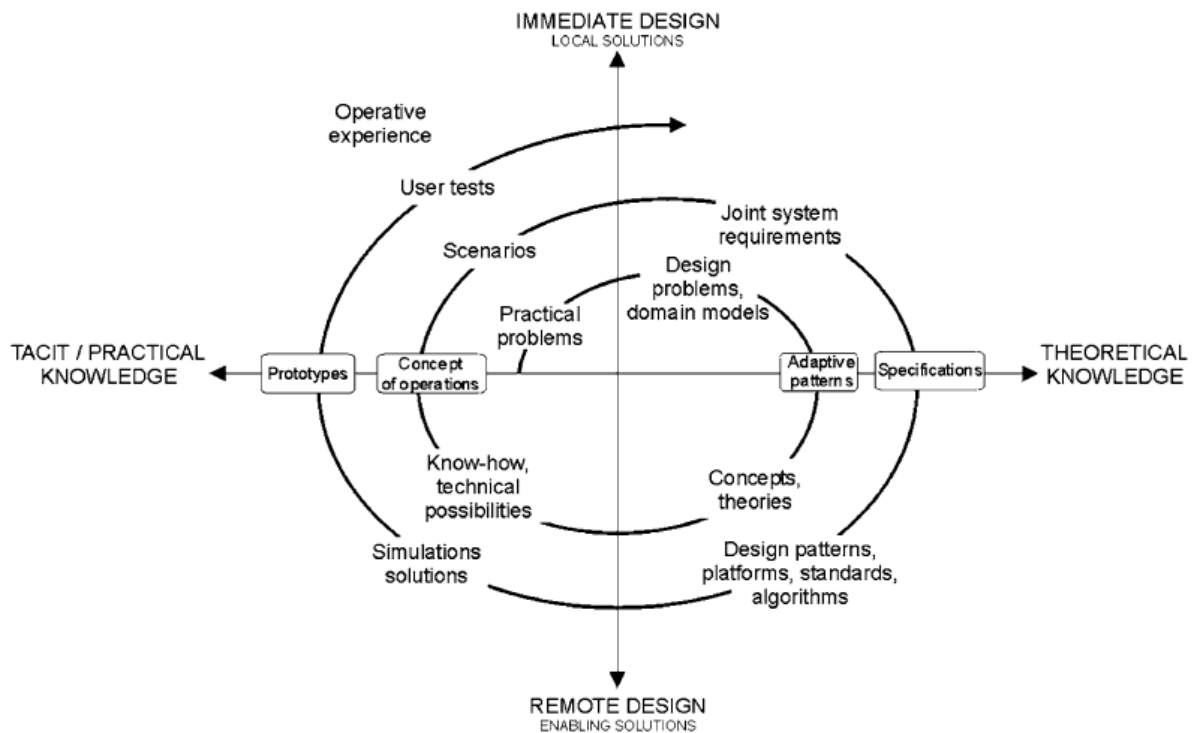 IMMEDIATE DESIGN
LOCAL SOLUTIONS
Operative
experience
User tests
Scenarios
Joint system
requirements
Design
problems,
domain models
Practical
problems
TACIT / PRACTICAL
KNOWLEDGE
Prototypes
Concept
of operations
Adaptive
patterns
Specifications
THEORETICAL
KNOWLEDGE
Know-how,
technical
possibilities
Concepts,
theories
Simulations
solutions
Design patterns,
platforms, standards,
algorithms
REMOTE DESIGN
ENABLING SOLUTIONS